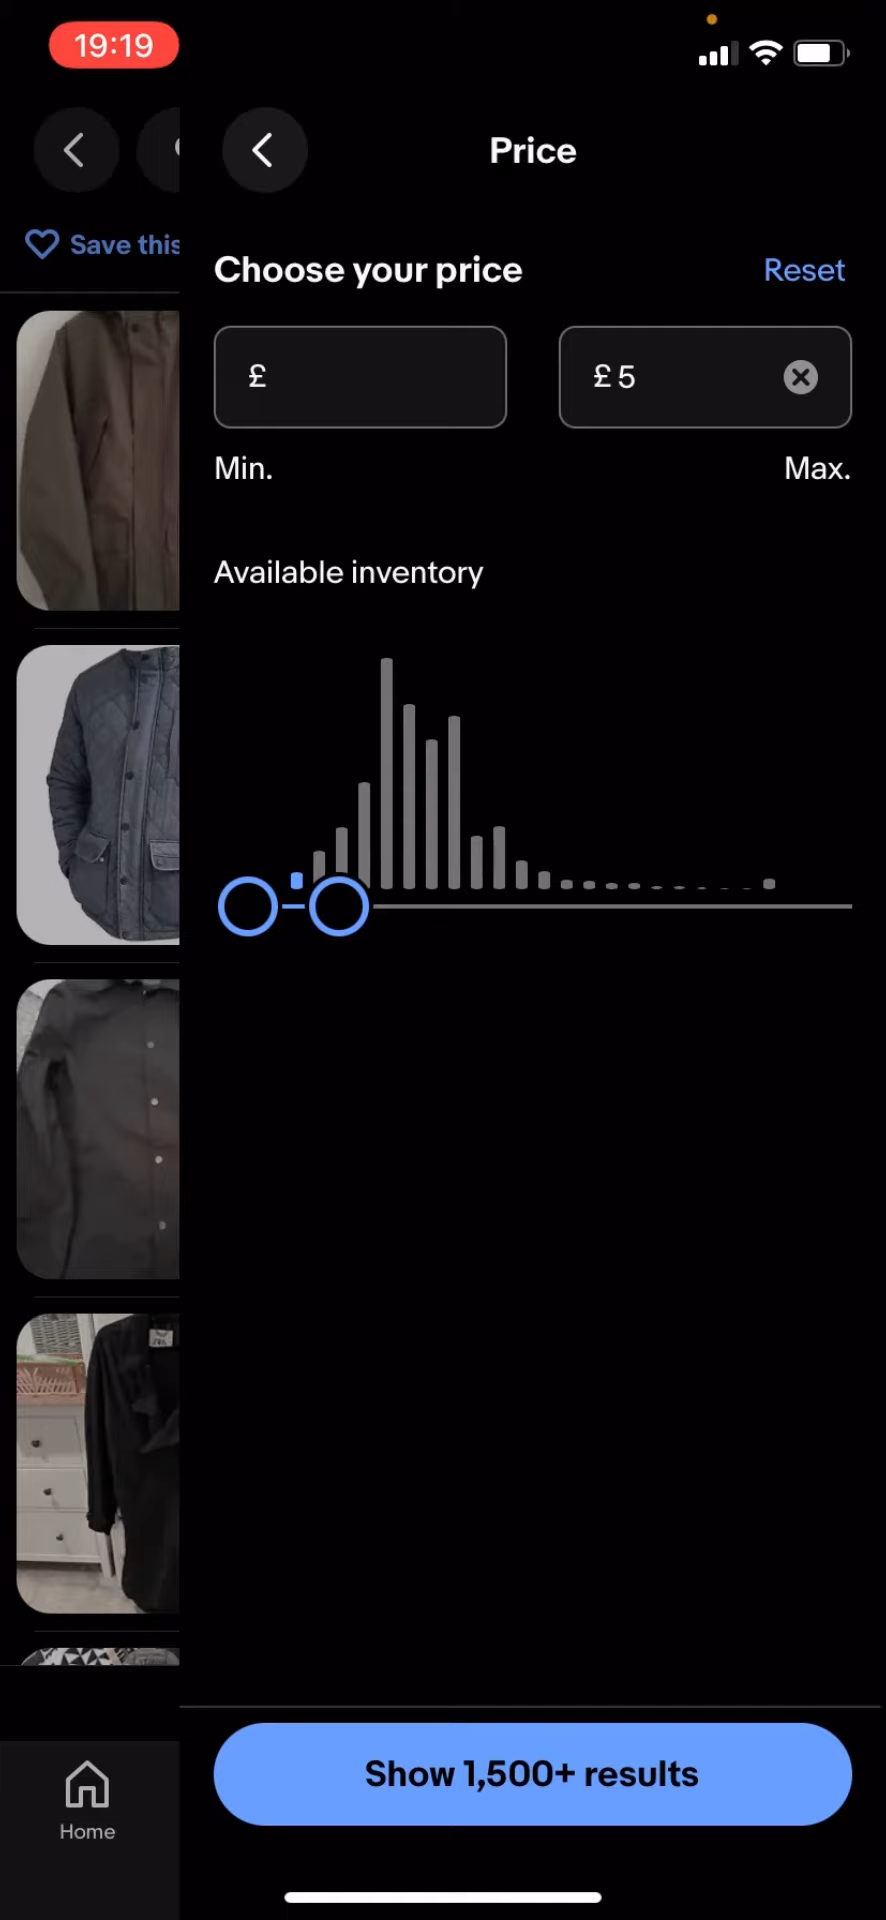 19:19
Price
Save this
Choose your price
Reset
£
£ 5
Min.
Max.
Available inventory
Show 1,500+ results
Home